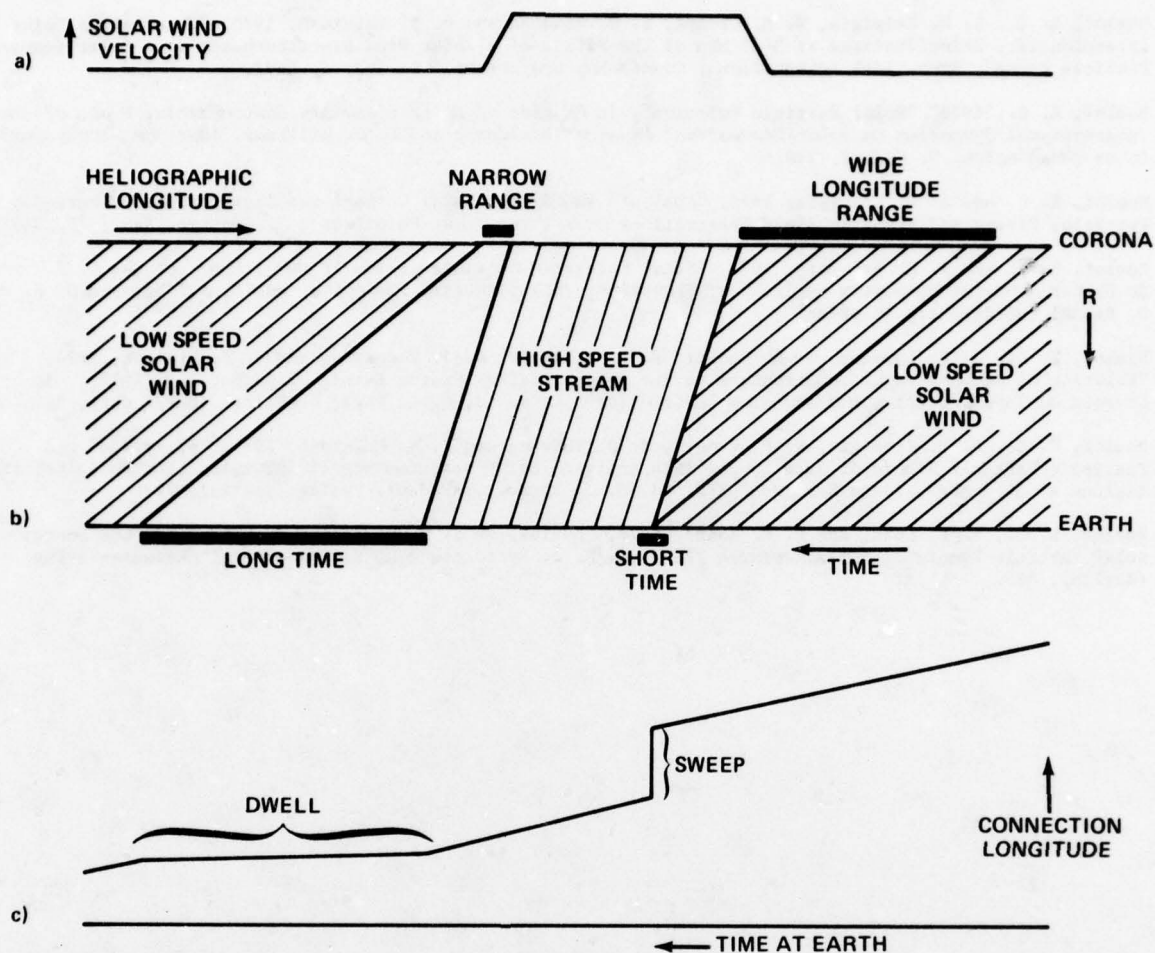 a)
SOLAR WIND
VELOCITY
HELIOGRAPHIC
LONGITUDE
NARROW
RANGE
WIDE
LONGITUDE
RANGE
CORONA
R
LOW SPEED
SOLAR
WIND
HIGH SPEED
STREAM
LOW SPEED
SOLAR
WIND
b)
EARTH
LONG TIME
SHORT
TIME
TIME
SWEEP
DWELL
CONNECTION
LONGITUDE
c)
TIME AT EARTH